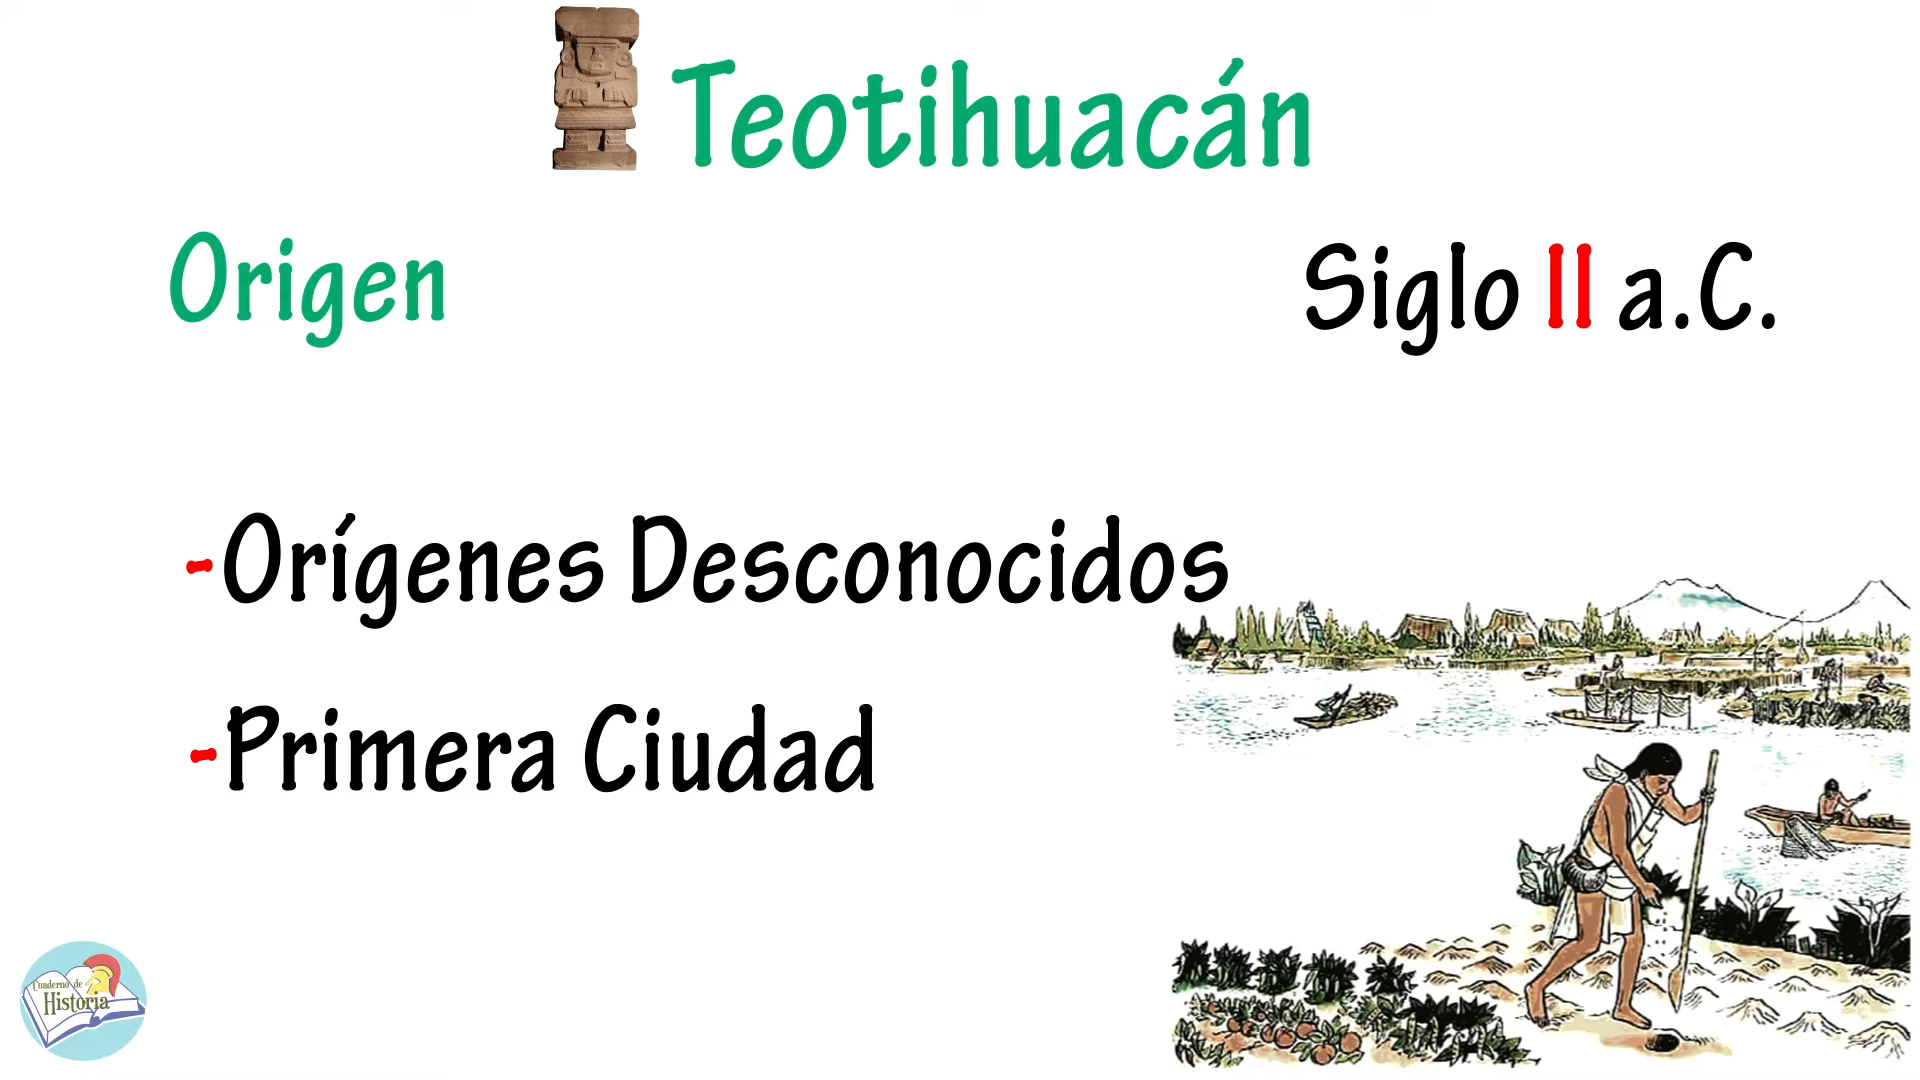 Teotihuacán
Origen
Siglo II a.C.
-Orígenes Desconocidos
-Primera Ciudad
Cuaderno de
Historia